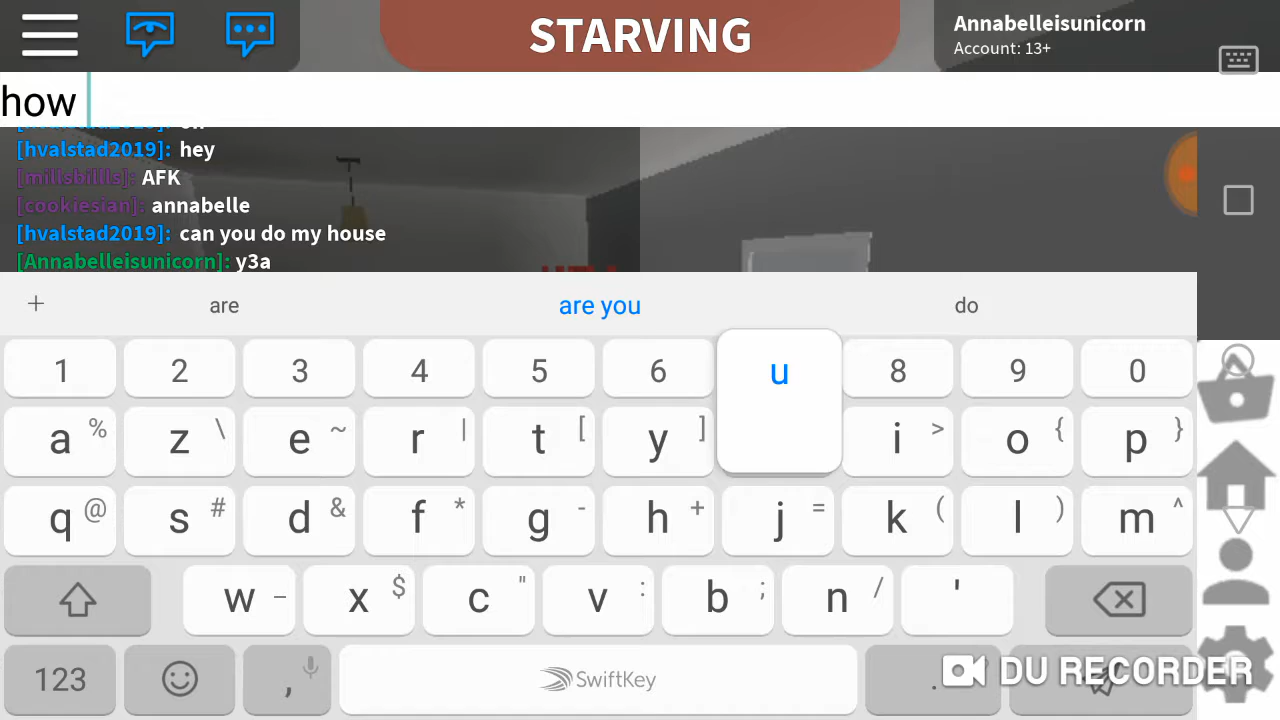 STARVING
Annabelleisunicorn
Account: 13+
how
[hvalstad2019]: hey
[millsbillls]: AFK
[cookiesian]: annabelle
[hvalstad2019]: can you do my house
[Annabelleisunicorn]: y3a
+ are are you do
1 2 3 4 5 6 u 8 9 0
a % z \ e ~ r | t [ y ] i > o { p }
q @ s # d & f * g - h + j = k ( l ) m ^
w _ x $ c " v : b ; n / '
123 , SwiftKey .
DU RECORDER